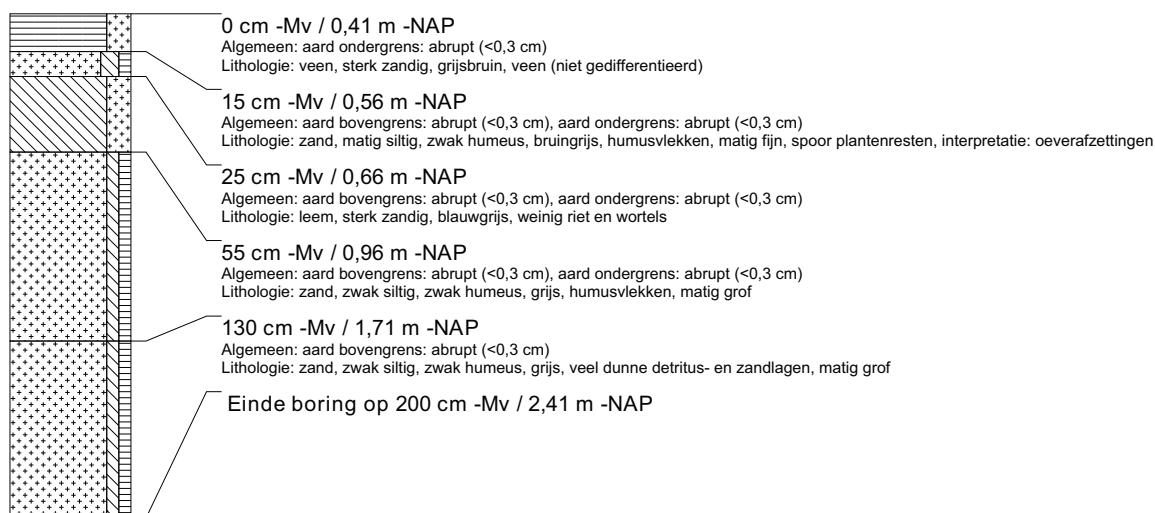 0 cm -Mv / 0,41 m -NAP
Algemeen: aard ondergrens: abrupt (<0,3 cm)
Lithologie: veen, sterk zandig, grijsbruin, veen (niet gedifferentieerd)
15 cm -Mv / 0,56 m -NAP
Algemeen: aard bovengrens: abrupt (<0,3 cm), aard ondergrens: abrupt (<0,3 cm)
Lithologie: zand, matig siltig, zwak humeus, bruingrijs, humusvlekken, matig fijn, spoor plantenresten, interpretatie: oeverafzettingen
25 cm -Mv / 0,66 m -NAP
Algemeen: aard bovengrens: abrupt (<0,3 cm), aard ondergrens: abrupt (<0,3 cm)
Lithologie: leem, sterk zandig, blauwgrijs, weinig riet en wortels
55 cm -Mv / 0,96 m -NAP
Algemeen: aard bovengrens: abrupt (<0,3 cm), aard ondergrens: abrupt (<0,3 cm)
Lithologie: zand, zwak siltig, zwak humeus, grijs, humusvlekken, matig grof
130 cm -Mv / 1,71 m -NAP
Algemeen: aard bovengrens: abrupt (<0,3 cm)
Lithologie: zand, zwak siltig, zwak humeus, grijs, veel dunne detritus- en zandlagen, matig grof
Einde boring op 200 cm -Mv / 2,41 m -NAP